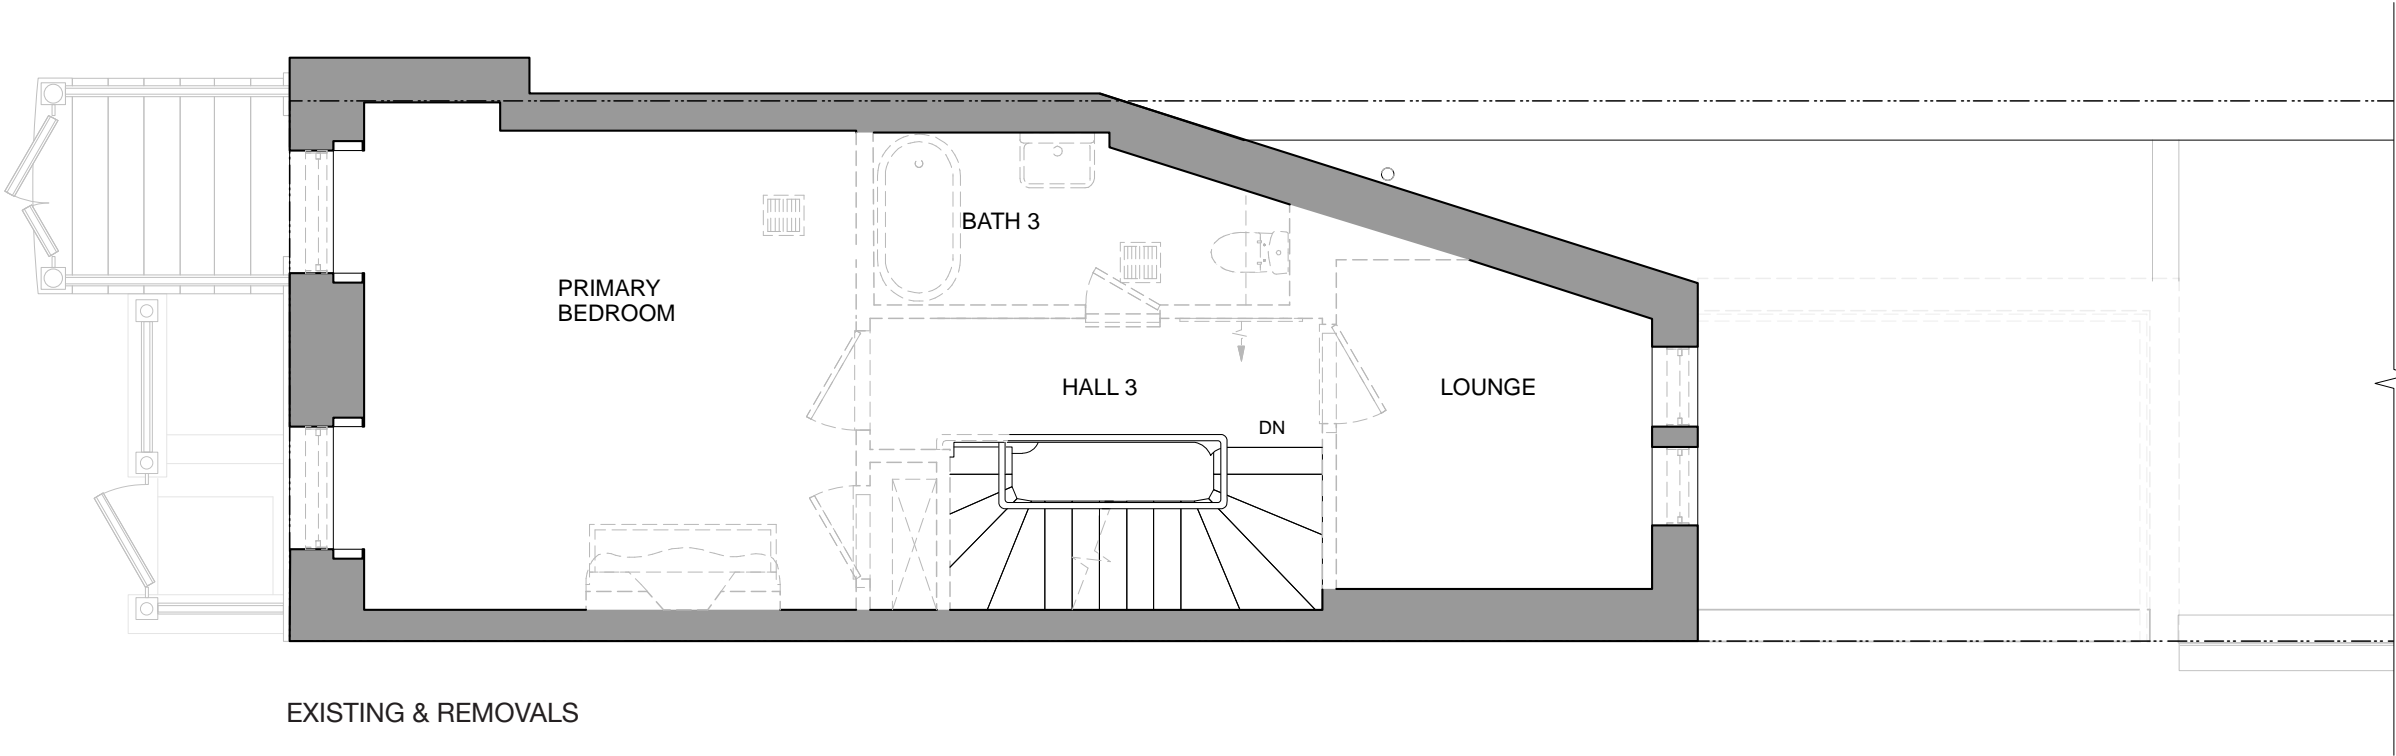 BATH 3
PRIMARY
BEDROOM
HALL 3
LOUNGE
DN
EXISTING & REMOVALS